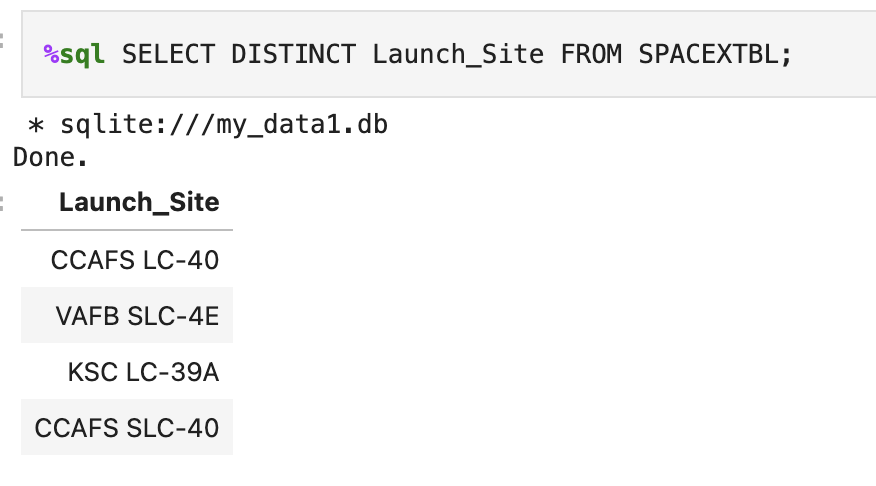 %sql SELECT DISTINCT Launch_Site FROM SPACEXTBL;
* sqlite:///my_data1.db
Done.
Launch_Site
CCAFS LC-40
VAFB SLC-4E
KSC LC-39A
CCAFS SLC-40